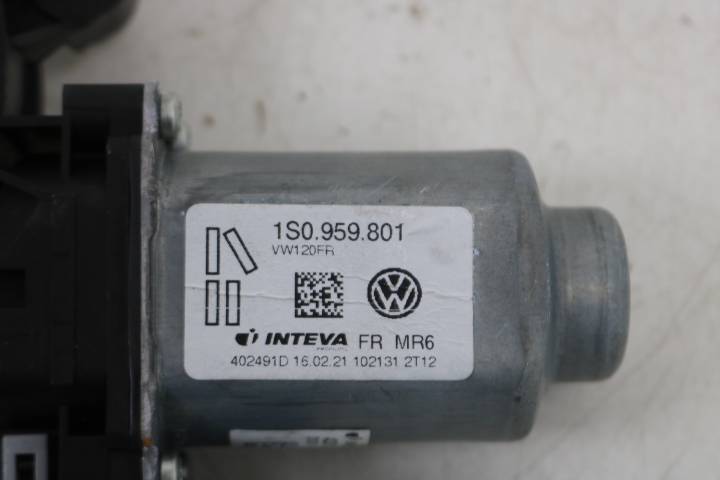 1S0.959.801
VW120FR
INTEVA FR MR6
402491D 16.02.21 102131 2T12